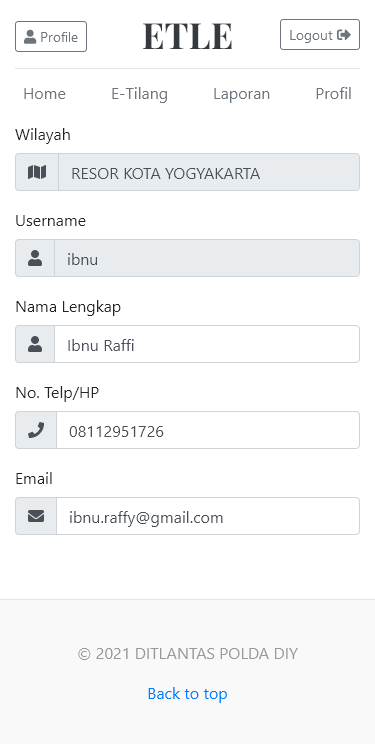 Profile
ETLE
Logout
Home E-Tilang Laporan Profil
Wilayah
RESOR KOTA YOGYAKARTA
Username
ibnu
Nama Lengkap
Ibnu Raffi
No. Telp/HP
08112951726
Email
ibnu.raffy@gmail.com
© 2021 DITLANTAS POLDA DIY
Back to top